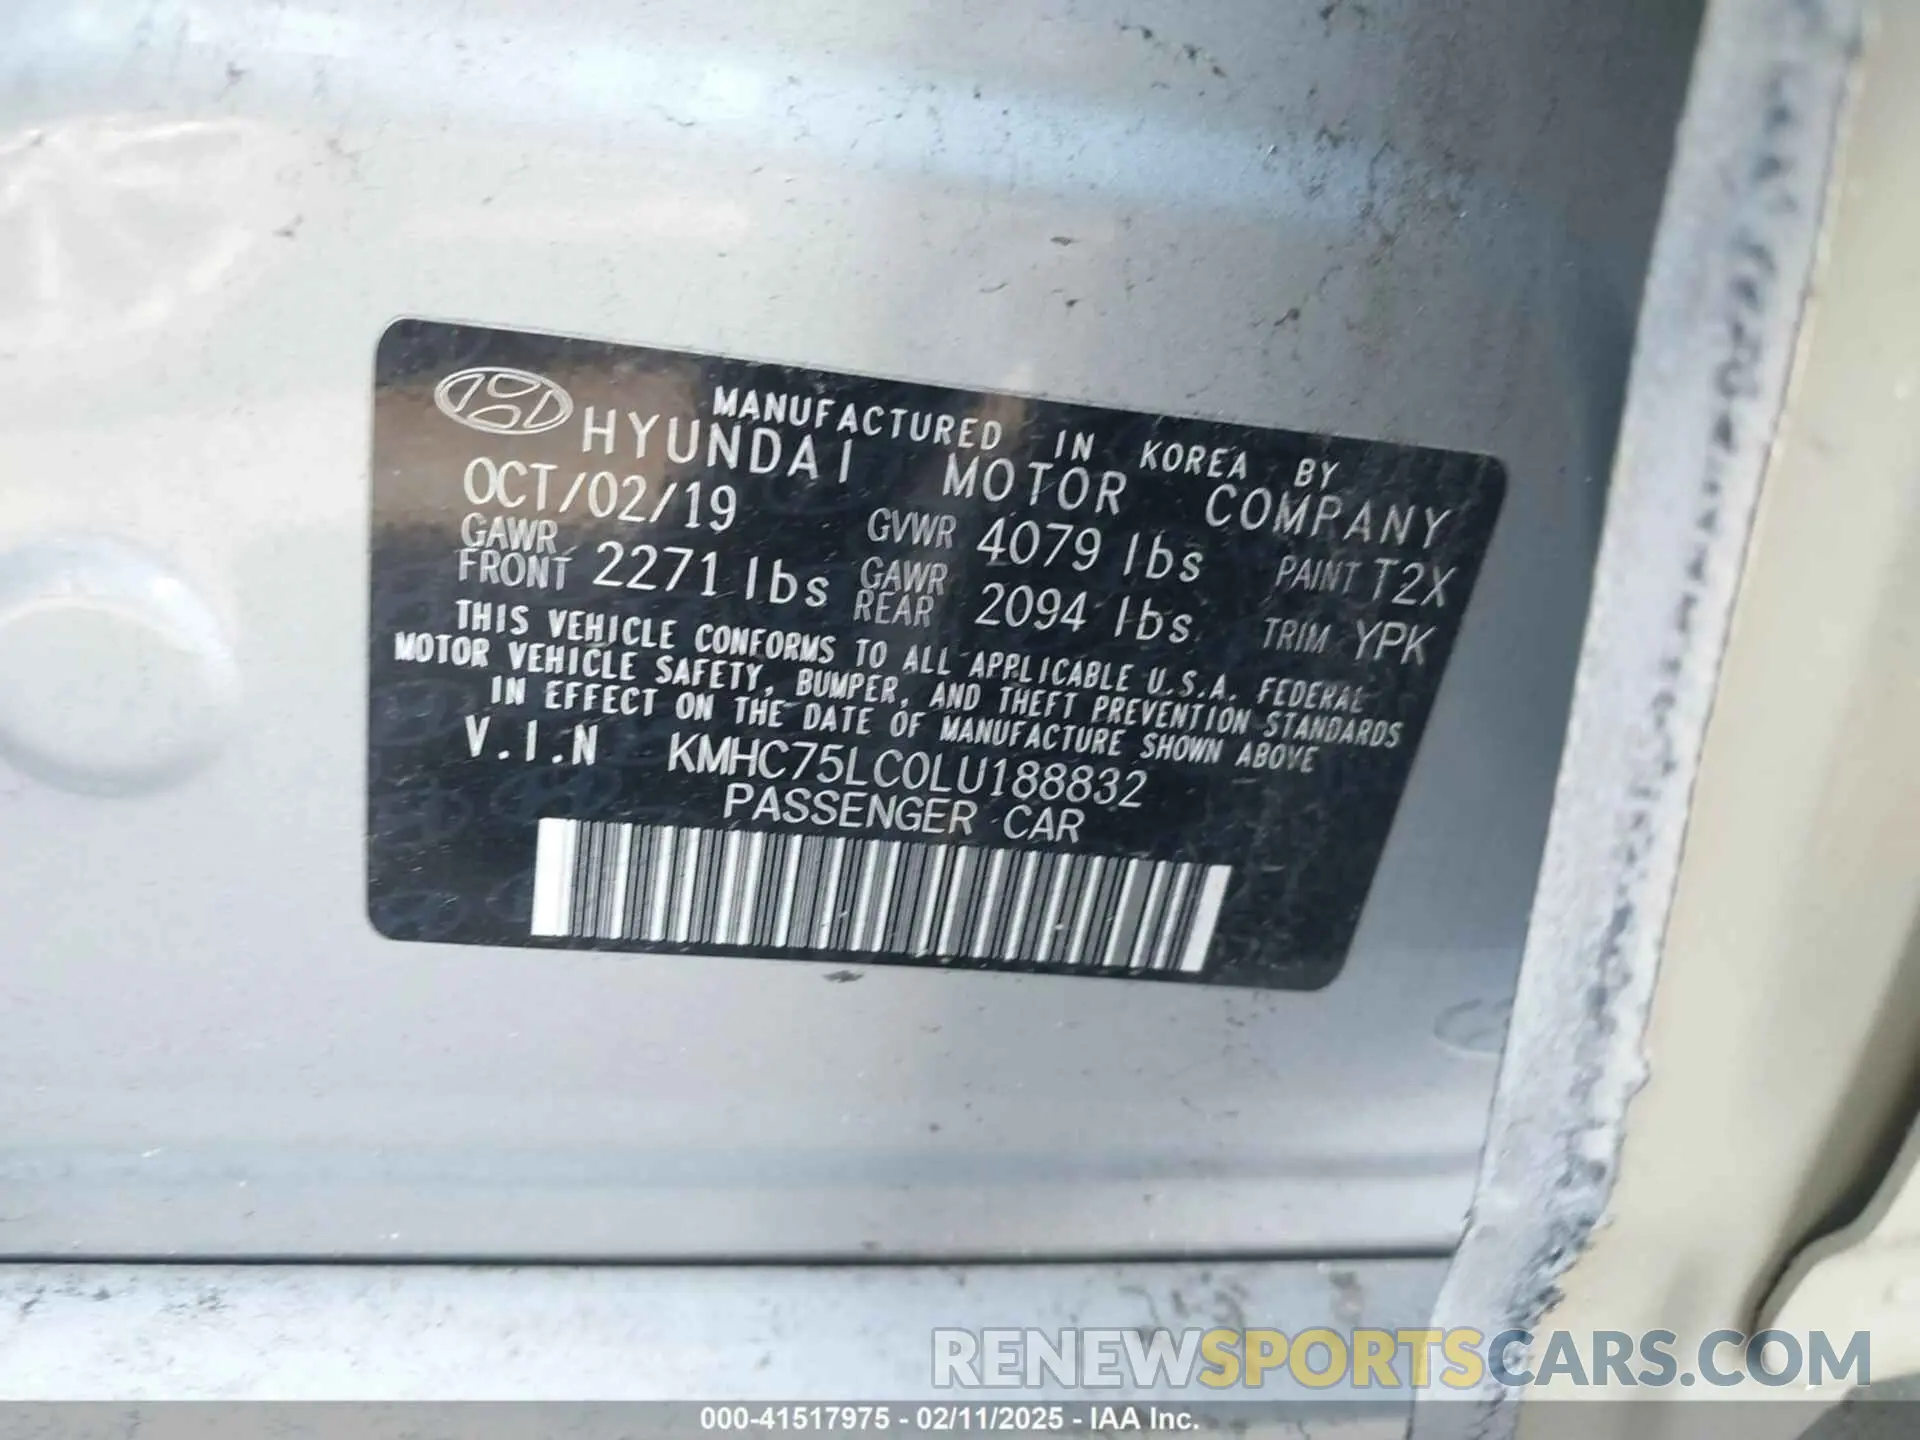 MANUFACTURED IN KOREA BY
HYUNDAI MOTOR COMPANY
OCT/02/19 GVWR 4079 lbs PAINT T2X
GAWR FRONT 2271 lbs GAWR REAR 2094 lbs TRIM YPK
THIS VEHICLE CONFORMS TO ALL APPLICABLE U.S.A. FEDERAL
MOTOR VEHICLE SAFETY, BUMPER, AND THEFT PREVENTION STANDARDS
IN EFFECT ON THE DATE OF MANUFACTURE SHOWN ABOVE
V.I.N KMHC75LC0LU188832
PASSENGER CAR
RENEWSPORTSCARS.COM
000-41517975 - 02/11/2025 - IAA Inc.